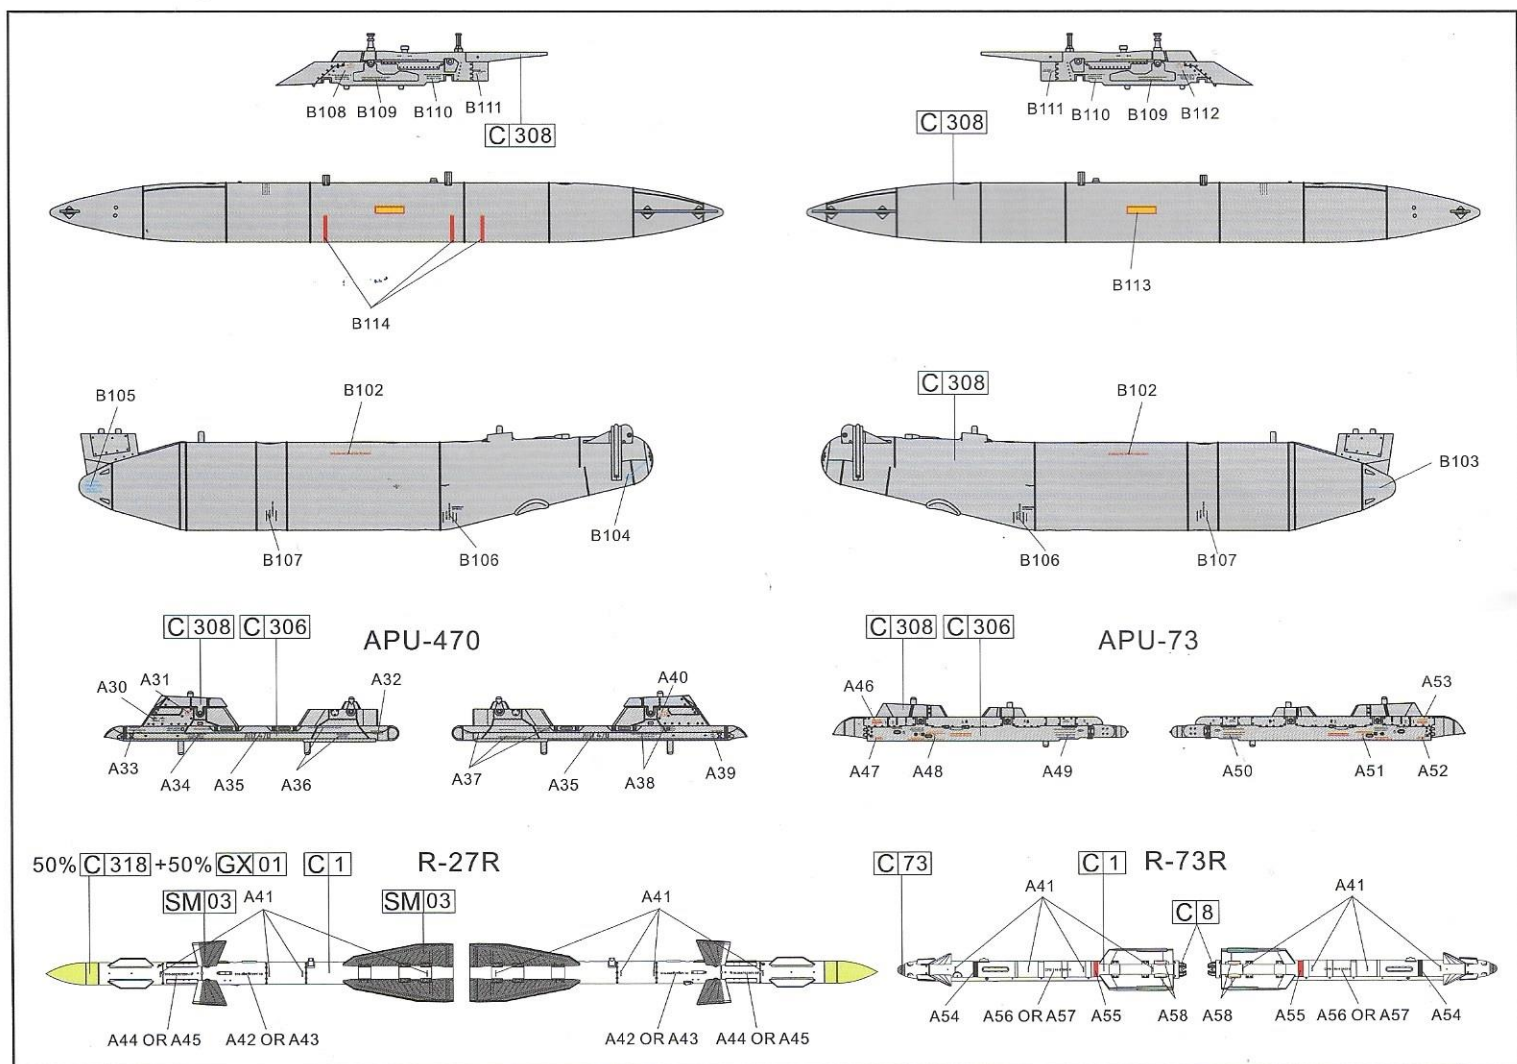 B108 B109 B110 B111
C 308
B111 B110 B109 B112
C 308
B114
B113
B105
B102
C 308
B102
B103
B104
B107
B106
B106
B107
C 308 C 306 APU-470
C 308 C 306 APU-73
A30 A31 A32
A40
A46 A53
A33 A34 A35 A36
A37 A35 A38 A39
A47 A48 A49
A50 A51 A52
50% C 318 +50% GX 01 C 1 R-27R
C 73 C 1 R-73R
SM 03 A41 SM 03 A41
A41 C 8 A41
A44 OR A45 A42 OR A43
A42 OR A43 A44 OR A45
A54 A56 OR A57 A55 A58
A58 A55 A56 OR A57 A54